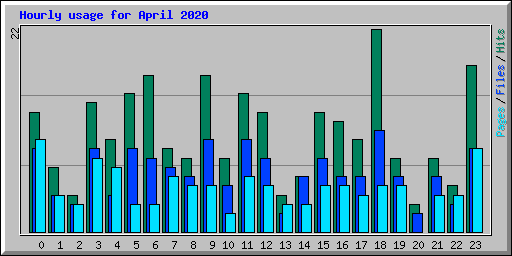 Hourly usage for April 2020
22
Pages/Files/Hits
0 1 2 3 4 5 6 7 8 9 10 11 12 13 14 15 16 17 18 19 20 21 22 23